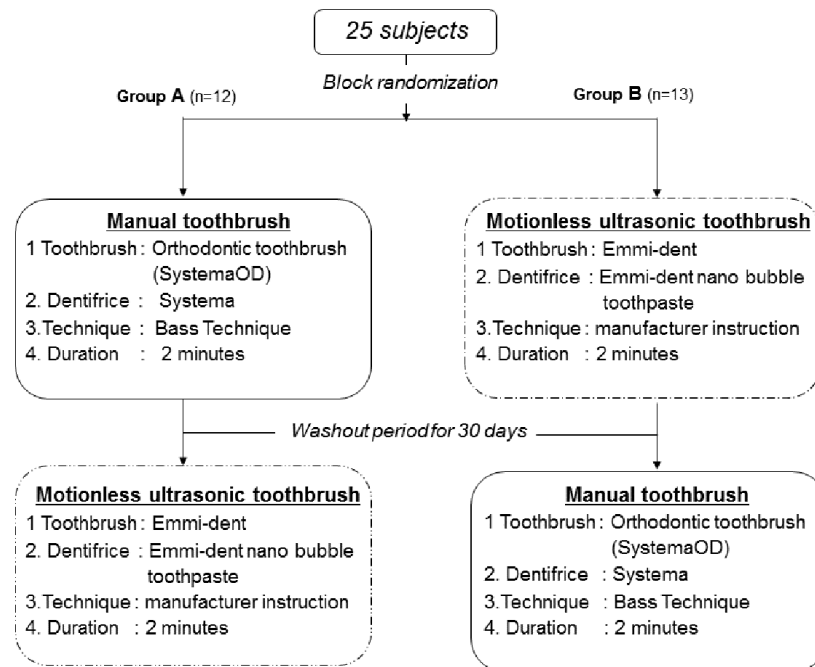 25 subjects
Block randomization
Group A (n=12)
Group B (n=13)
Manual toothbrush
1 Toothbrush : Orthodontic toothbrush
(SystemaOD)
2. Dentifrice : Systema
3.Technique : Bass Technique
4. Duration : 2 minutes
Motionless ultrasonic toothbrush
1 Toothbrush : Emmi-dent
2. Dentifrice : Emmi-dent nano bubble
toothpaste
3.Technique : manufacturer instruction
4. Duration : 2 minutes
Washout period for 30 days
Motionless ultrasonic toothbrush
1 Toothbrush : Emmi-dent
2. Dentifrice : Emmi-dent nano bubble
toothpaste
3.Technique : manufacturer instruction
4. Duration : 2 minutes
Manual toothbrush
1 Toothbrush : Orthodontic toothbrush
(SystemaOD)
2. Dentifrice : Systema
3.Technique : Bass Technique
4. Duration : 2 minutes